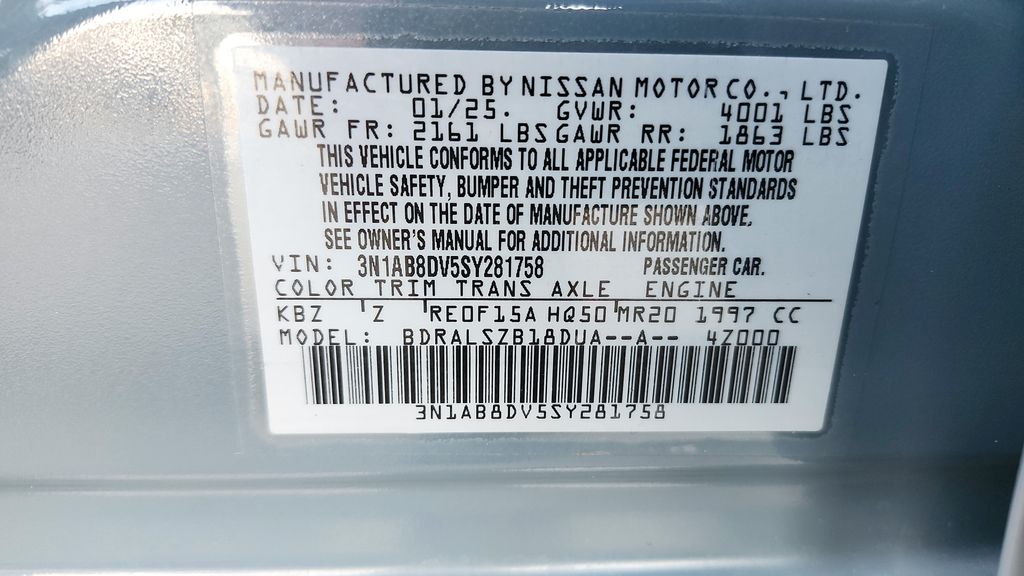 MANUFACTURED BY NISSAN MOTOR CO., LTD.
DATE: 01/25. GVWR: 4001 LBS
GAWR FR: 2161 LBS GAWR RR: 1863 LBS
THIS VEHICLE CONFORMS TO ALL APPLICABLE FEDERAL MOTOR
VEHICLE SAFETY, BUMPER AND THEFT PREVENTION STANDARDS
IN EFFECT ON THE DATE OF MANUFACTURE SHOWN ABOVE.
SEE OWNER'S MANUAL FOR ADDITIONAL INFORMATION.
VIN: 3N1AB8DV5SY281758 PASSENGER CAR.
COLOR TRIM TRANS AXLE ENGINE
KBZ Z RE0F15A HQ50 MR20 1997 CC
MODEL: BDRALSZB18DUA--A-- 4Z000
3N1AB8DV5SY281758